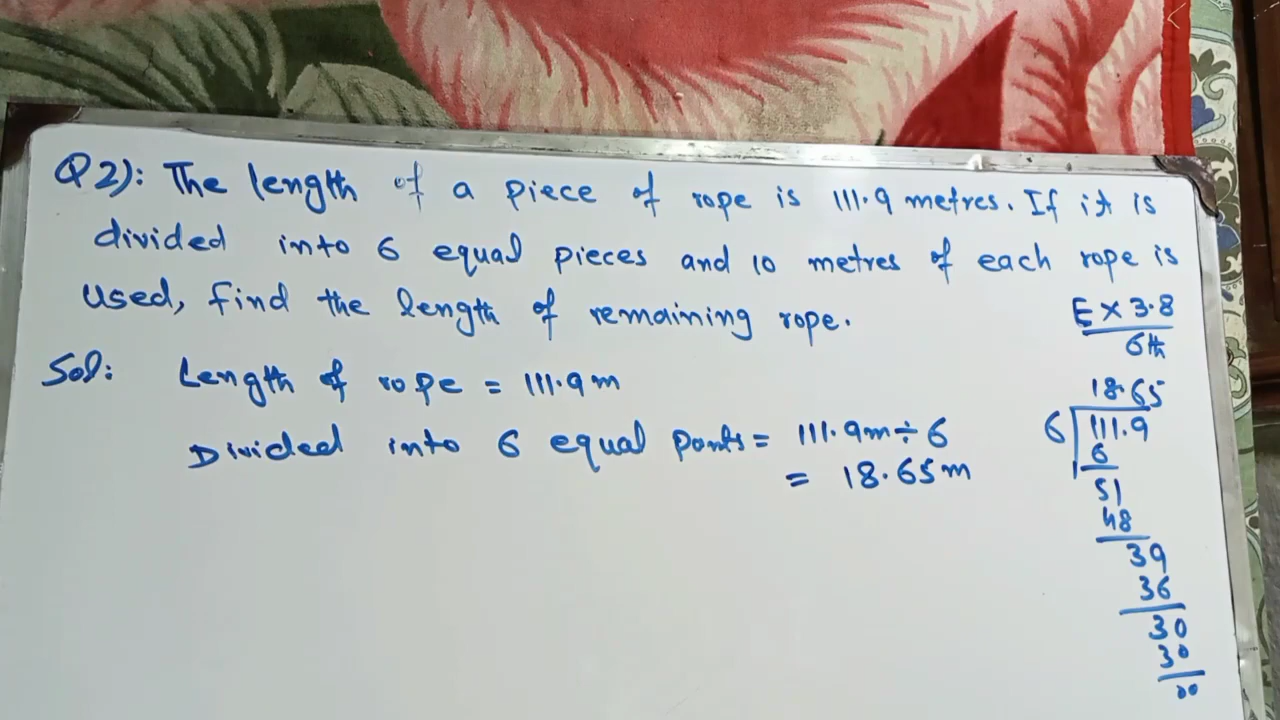 Q2): The length of a piece of rope is 111.9 metres. If it is
divided into 6 equal pieces and 10 metres of each rope is
used, find the length of remaining rope.
Ex 3.8
6th
Sol: Length of rope = 111.9m
Divided into 6 equal parts = 111.9m ÷ 6
= 18.65m
18.65
6 111.9
6
51
48
39
36
30
30
00